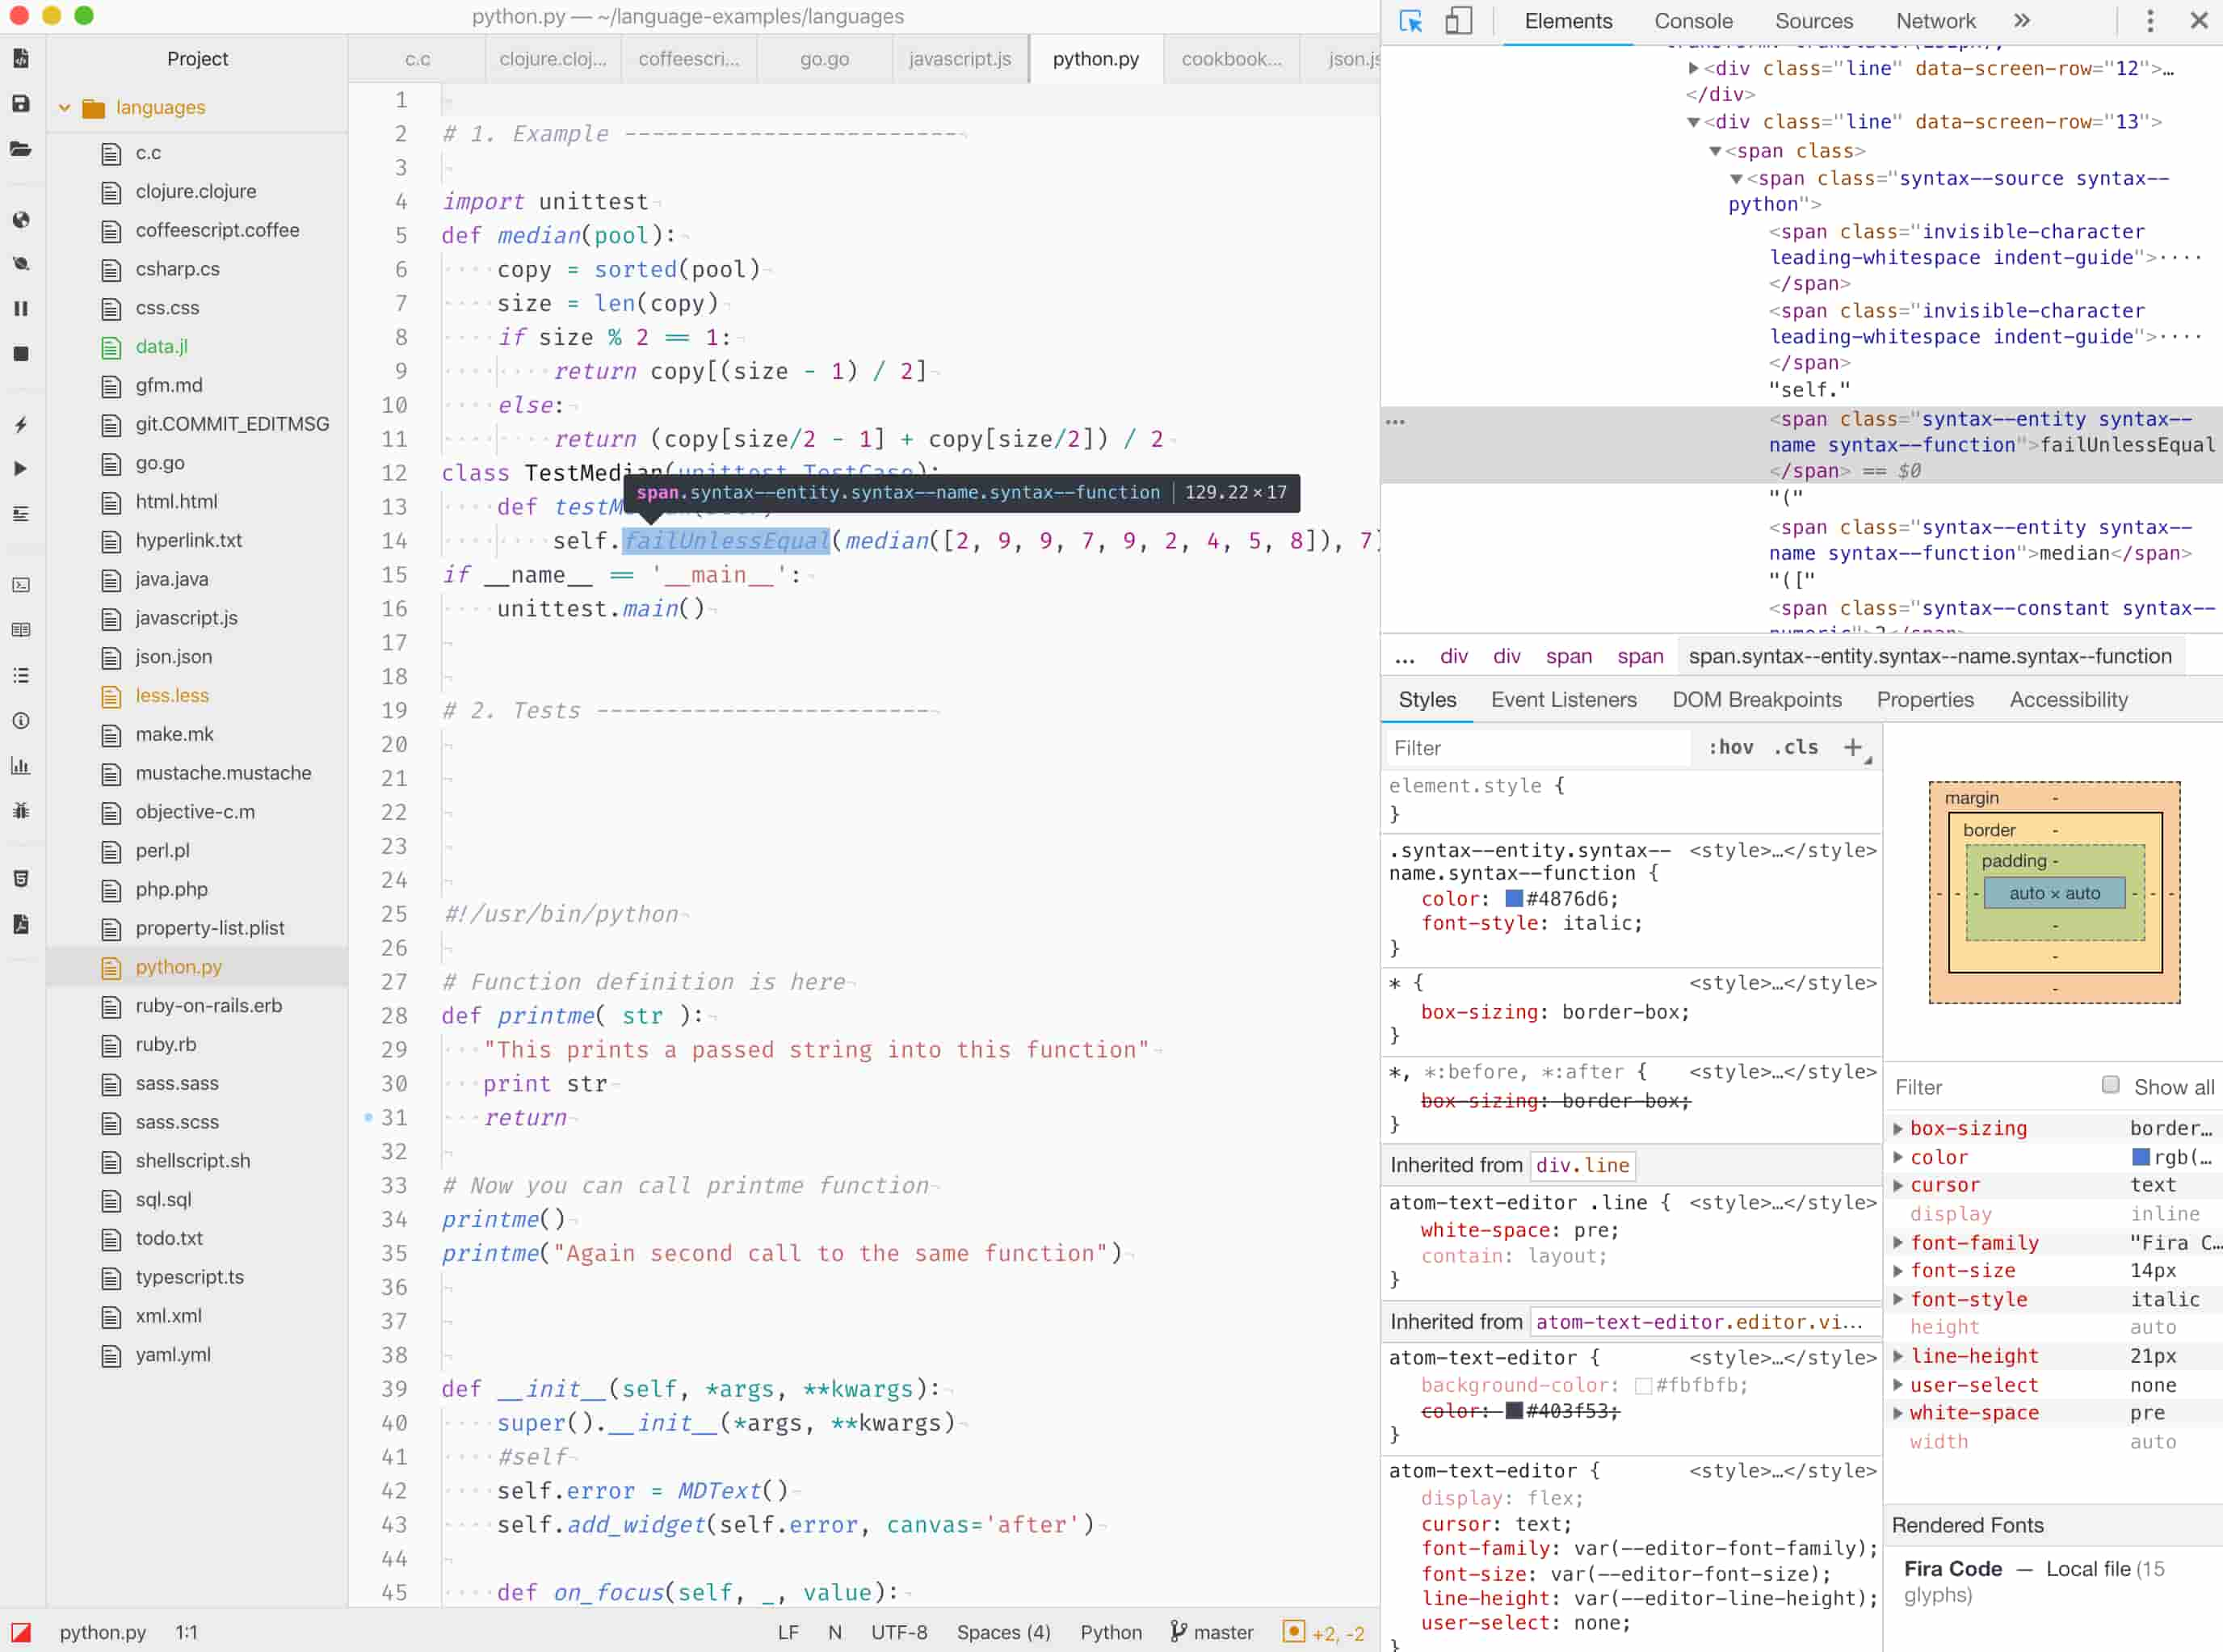 python.py — ~/language-examples/languages
Project
languages
c.c
clojure.clojure
coffeescript.coffee
csharp.cs
css.css
data.jl
gfm.md
git.COMMIT_EDITMSG
go.go
html.html
hyperlink.txt
java.java
javascript.js
json.json
less.less
make.mk
mustache.mustache
objective-c.m
perl.pl
php.php
property-list.plist
python.py
ruby-on-rails.erb
ruby.rb
sass.sass
sass.scss
shellscript.sh
sql.sql
todo.txt
typescript.ts
xml.xml
yaml.yml
c.c clojure.cloj... coffeescri... go.go javascript.js python.py cookbook... json.js
1
2 # 1. Example ------------------------
3
4 import unittest
5 def median(pool):
6 copy = sorted(pool)
7 size = len(copy)
8 if size % 2 == 1:
9 return copy[(size - 1) / 2]
10 else:
11 return (copy[size/2 - 1] + copy[size/2]) / 2
12 class TestMedian(unittest.TestCase):
span.syntax--entity.syntax--name.syntax--function | 129.22 × 17
13 def testM
14 self.failUnlessEqual(median([2, 9, 9, 7, 9, 2, 4, 5, 8]), 7)
15 if __name__ == '__main__':
16 unittest.main()
17
18
19 # 2. Tests ------------------------
20
21
22
23
24
25 #!/usr/bin/python
26
27 # Function definition is here
28 def printme( str ):
29 "This prints a passed string into this function"
30 print str
31 return
32
33 # Now you can call printme function
34 printme()
35 printme("Again second call to the same function")
36
37
38
39 def __init__(self, *args, **kwargs):
40 super().__init__(*args, **kwargs)
41 #self
42 self.error = MDText()
43 self.add_widget(self.error, canvas='after')
44
45 def on_focus(self, _, value):
python.py 1:1 LF N UTF-8 Spaces (4) Python master +2, -2
Elements Console Sources Network »
<div class="line" data-screen-row="12">…
</div>
<div class="line" data-screen-row="13">
<span class>
<span class="syntax--source syntax--
python">
<span class="invisible-character
leading-whitespace indent-guide">····
</span>
<span class="invisible-character
leading-whitespace indent-guide">····
</span>
"self."
<span class="syntax--entity syntax--
name syntax--function">failUnlessEqual
</span> == $0
"("
<span class="syntax--entity syntax--
name syntax--function">median</span>
"(["
<span class="syntax--constant syntax--
numeric">2</span>
... div div span span span.syntax--entity.syntax--name.syntax--function
Styles Event Listeners DOM Breakpoints Properties Accessibility
Filter :hov .cls +
element.style {
}
.syntax--entity.syntax-- <style>…</style>
name.syntax--function {
color: #4876d6;
font-style: italic;
}
* { <style>…</style>
box-sizing: border-box;
}
*, *:before, *:after { <style>…</style>
box-sizing: border-box;
}
Inherited from div.line
atom-text-editor .line { <style>…</style>
white-space: pre;
contain: layout;
}
Inherited from atom-text-editor.editor.vi…
atom-text-editor { <style>…</style>
background-color: #fbfbfb;
color: #403f53;
}
atom-text-editor { <style>…</style>
display: flex;
cursor: text;
font-family: var(--editor-font-family);
font-size: var(--editor-font-size);
line-height: var(--editor-line-height);
user-select: none;
}
margin -
border -
padding -
- - - auto × auto - - -
-
-
-
Filter Show all
box-sizing border…
color rgb(…
cursor text
display inline
font-family "Fira C…
font-size 14px
font-style italic
height auto
line-height 21px
user-select none
white-space pre
width auto
Rendered Fonts
Fira Code — Local file (15
glyphs)